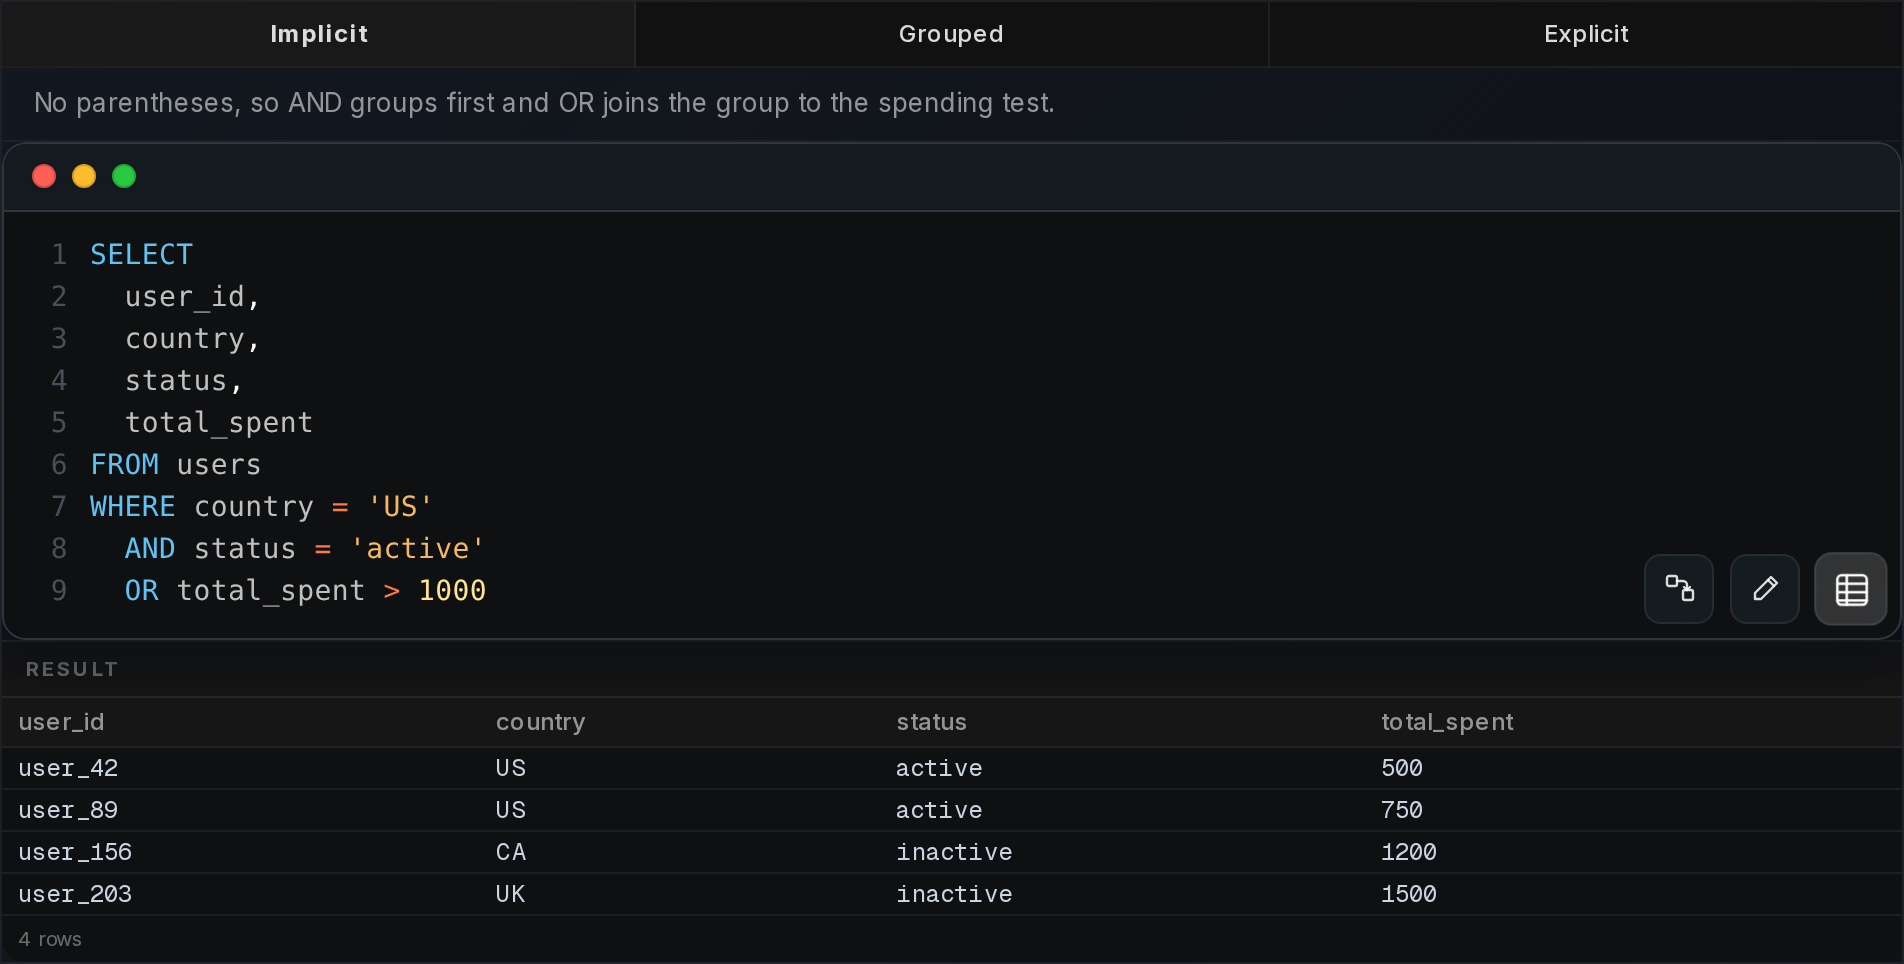 Implicit
Grouped
Explicit
No parentheses, so AND groups first and OR joins the group to the spending test.
1 SELECT
2   user_id,
3   country,
4   status,
5   total_spent
6 FROM users
7 WHERE country = 'US'
8   AND status = 'active'
9   OR total_spent > 1000
RESULT
user_id country status total_spent
user_42 US active 500
user_89 US active 750
user_156 CA inactive 1200
user_203 UK inactive 1500
4 rows